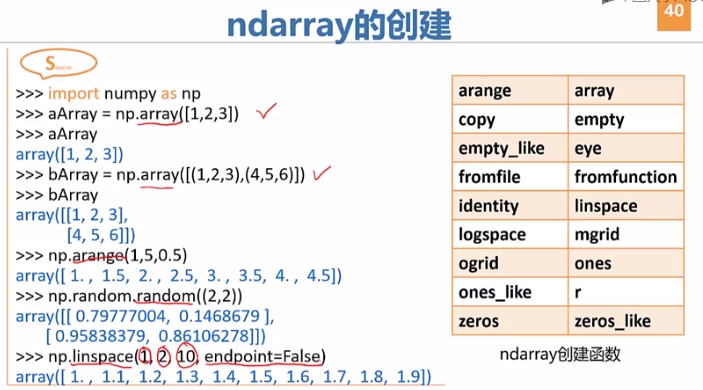 40
ndarray的创建
Source
>>> import numpy as np
>>> aArray = np.array([1,2,3])
>>> aArray
array([1, 2, 3])
>>> bArray = np.array([(1,2,3),(4,5,6)])
>>> bArray
array([[1, 2, 3],
[4, 5, 6]])
>>> np.arange(1,5,0.5)
array([ 1. , 1.5, 2. , 2.5, 3. , 3.5, 4. , 4.5])
>>> np.random.random((2,2))
array([[ 0.79777004, 0.1468679 ],
[ 0.95838379, 0.86106278]])
>>> np.linspace(1, 2, 10, endpoint=False)
array([ 1. , 1.1, 1.2, 1.3, 1.4, 1.5, 1.6, 1.7, 1.8, 1.9])
arange array
copy empty
empty_like eye
fromfile fromfunction
identity linspace
logspace mgrid
ogrid ones
ones_like r
zeros zeros_like
ndarray创建函数